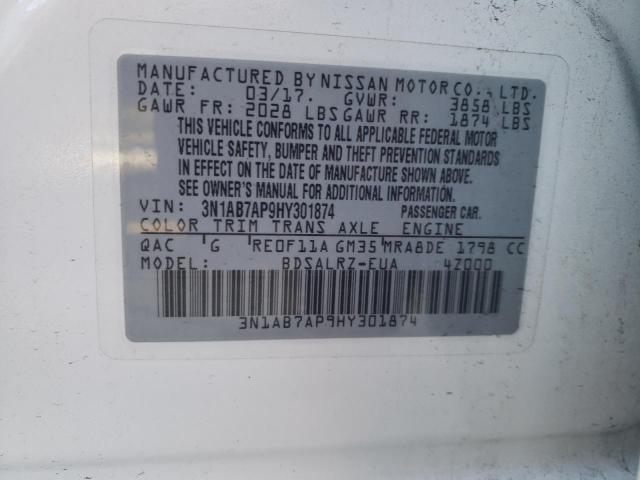 MANUFACTURED BY NISSAN MOTOR CO., LTD.
DATE: 03/17. GVWR: 3858 LBS
GAWR FR: 2028 LBS GAWR RR: 1874 LBS
THIS VEHICLE CONFORMS TO ALL APPLICABLE FEDERAL MOTOR
VEHICLE SAFETY, BUMPER AND THEFT PREVENTION STANDARDS
IN EFFECT ON THE DATE OF MANUFACTURE SHOWN ABOVE.
SEE OWNER'S MANUAL FOR ADDITIONAL INFORMATION.
VIN: 3N1AB7AP9HY301874 PASSENGER CAR.
COLOR TRIM TRANS AXLE ENGINE
QAC G RE0F11A GM35 MRA8DE 1798 CC
MODEL: BDSALRZ-EUA 4Z000
3N1AB7AP9HY301874